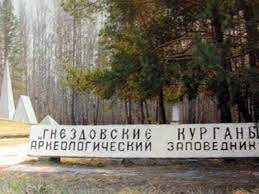 „ГНЕЗДОВСКИЕ КУРГАНЫ
АРХЕОЛОГИЧЕСКИЙ ЗАПОВЕДНИК